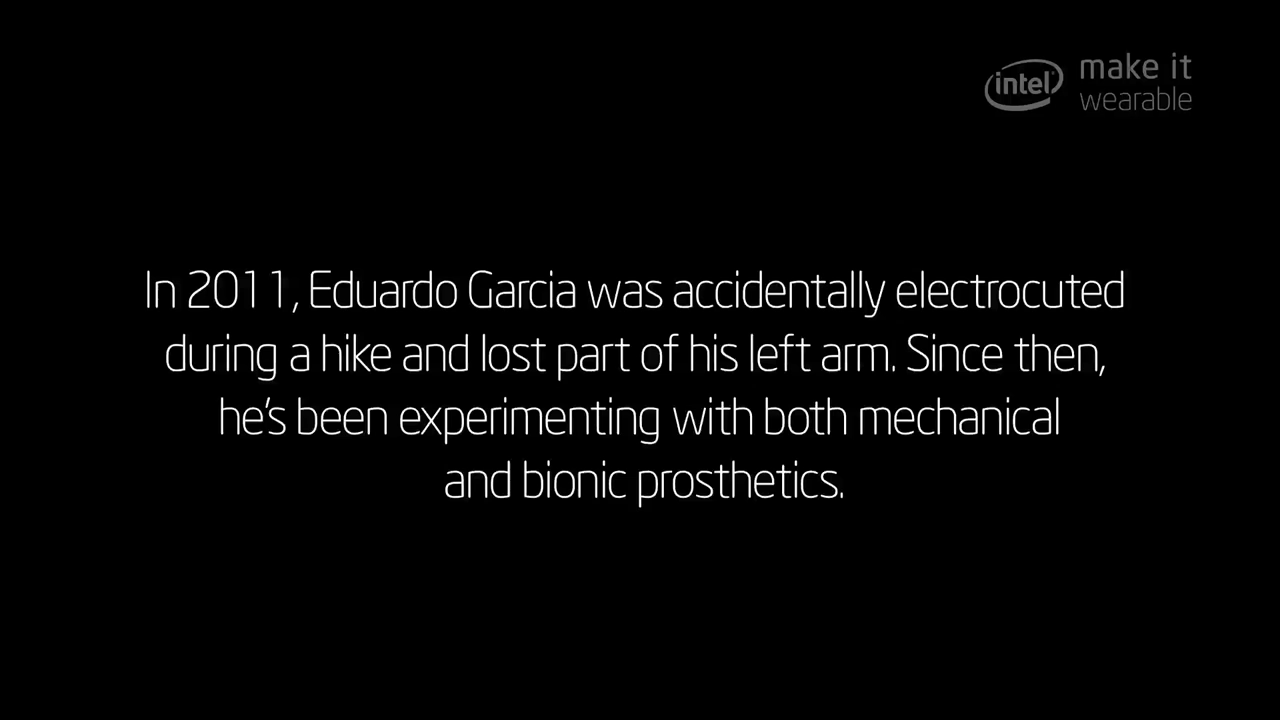 intel make it
wearable
In 2011, Eduardo Garcia was accidentally electrocuted
during a hike and lost part of his left arm. Since then,
he's been experimenting with both mechanical
and bionic prosthetics.